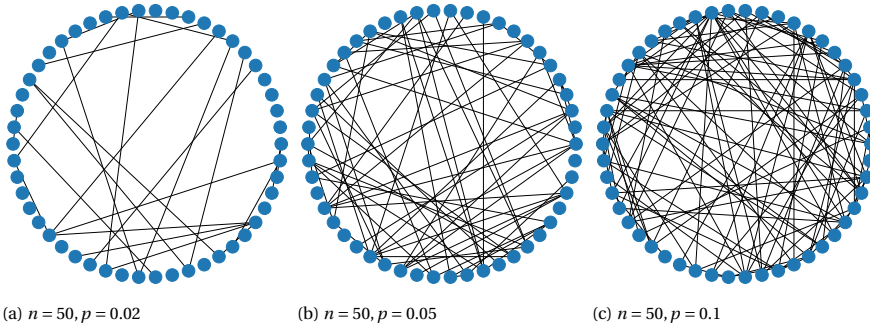 (a) n = 50, p = 0.02
(b) n = 50, p = 0.05
(c) n = 50, p = 0.1